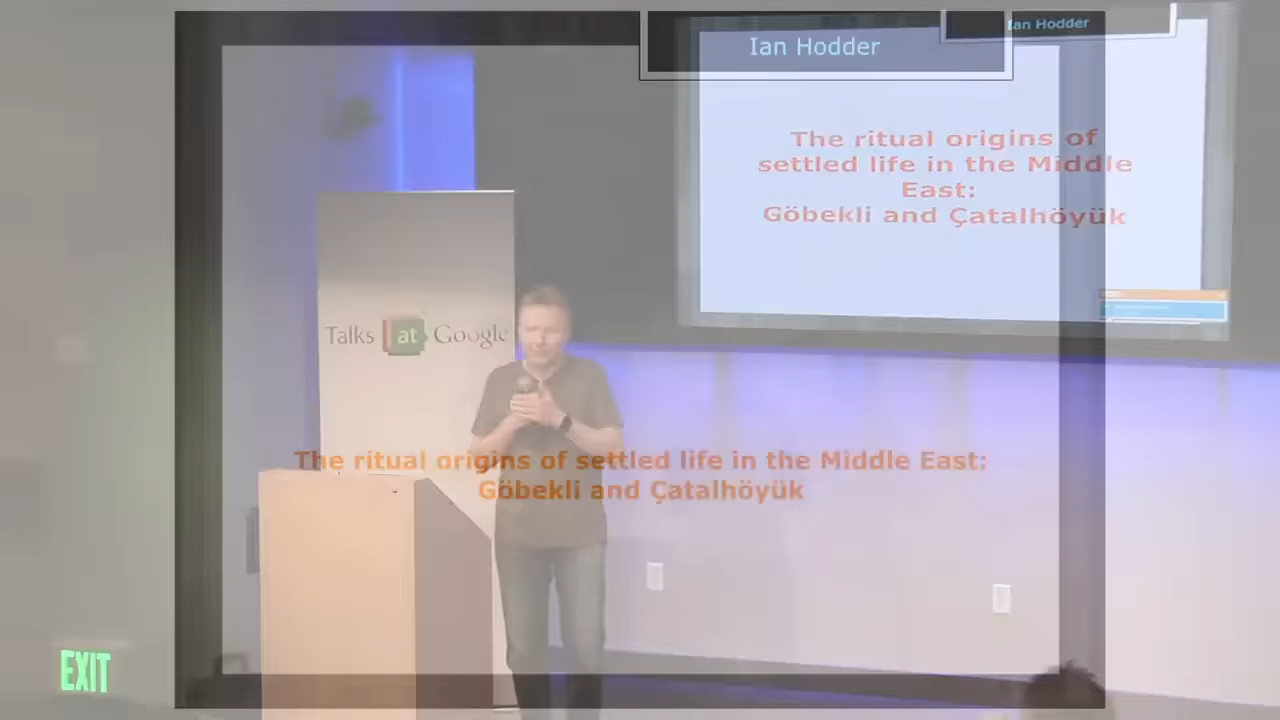 Ian Hodder
Ian Hodder
The ritual origins of
settled life in the Middle
East:
Göbekli and Çatalhöyük
Talks at Google
The ritual origins of settled life in the Middle East:
Göbekli and Çatalhöyük
EXIT